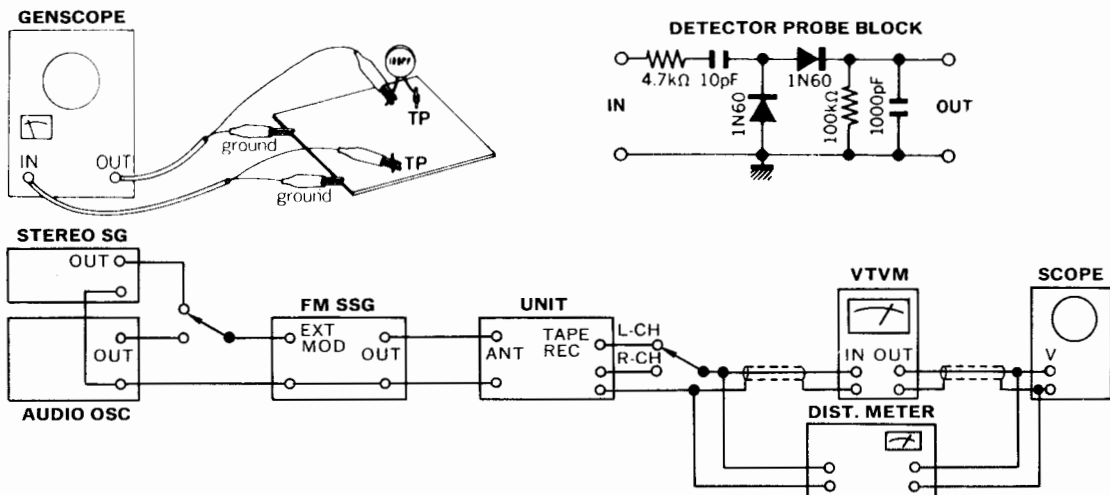 GENSCOPE
IN
OUT
100PF
TP
ground
TP
ground
DETECTOR PROBE BLOCK
4.7kΩ
10pF
1N60
1N60
100kΩ
1000pF
IN
OUT
STEREO SG
OUT
OUT
AUDIO OSC
FM SSG
EXT
MOD
OUT
UNIT
ANT
TAPE
REC
L-CH
R-CH
VTVM
IN
OUT
SCOPE
V
DIST. METER